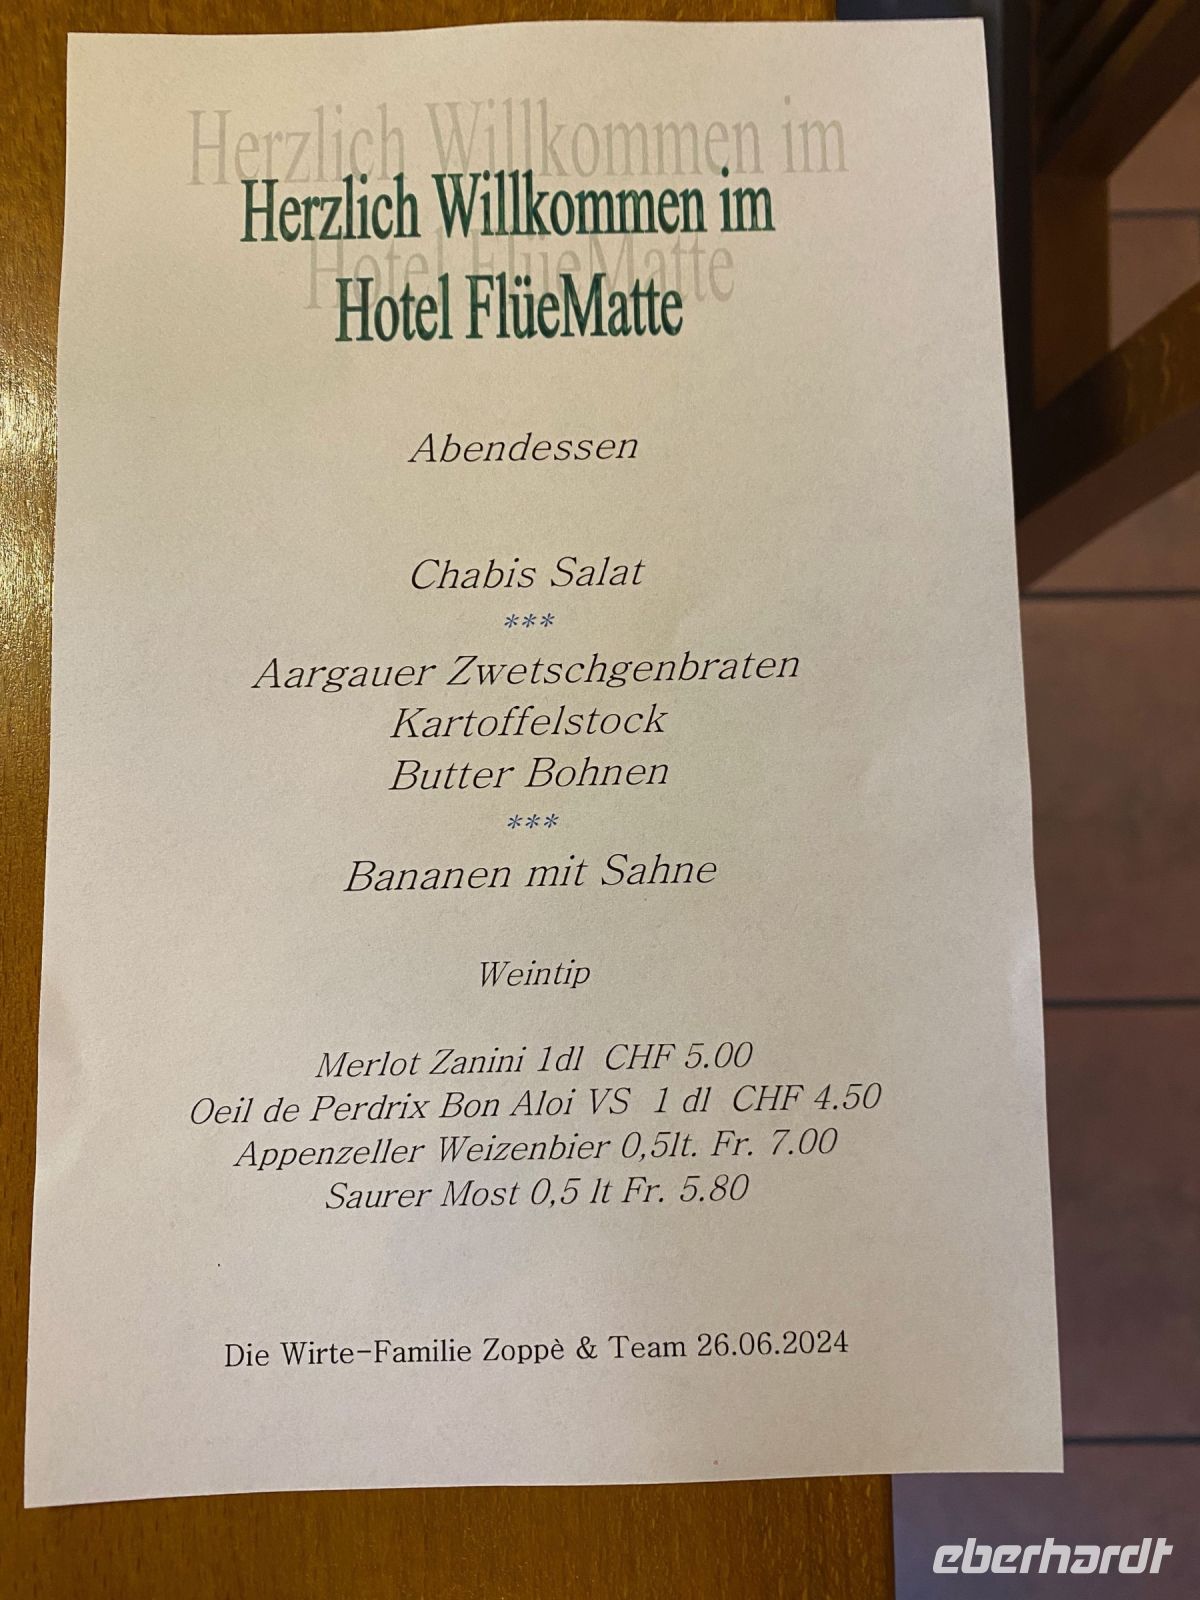 Herzlich Willkommen im
Hotel FlüeMatte
Abendessen
Chabis Salat
***
Aargauer Zwetschgenbraten
Kartoffelstock
Butter Bohnen
***
Bananen mit Sahne
Weintip
Merlot Zanini 1dl  CHF 5.00
Oeil de Perdrix Bon Aloi VS  1 dl  CHF 4.50
Appenzeller Weizenbier 0,5lt. Fr. 7.00
Saurer Most 0,5 lt Fr. 5.80
Die Wirte-Familie Zoppè & Team 26.06.2024
eberhardt